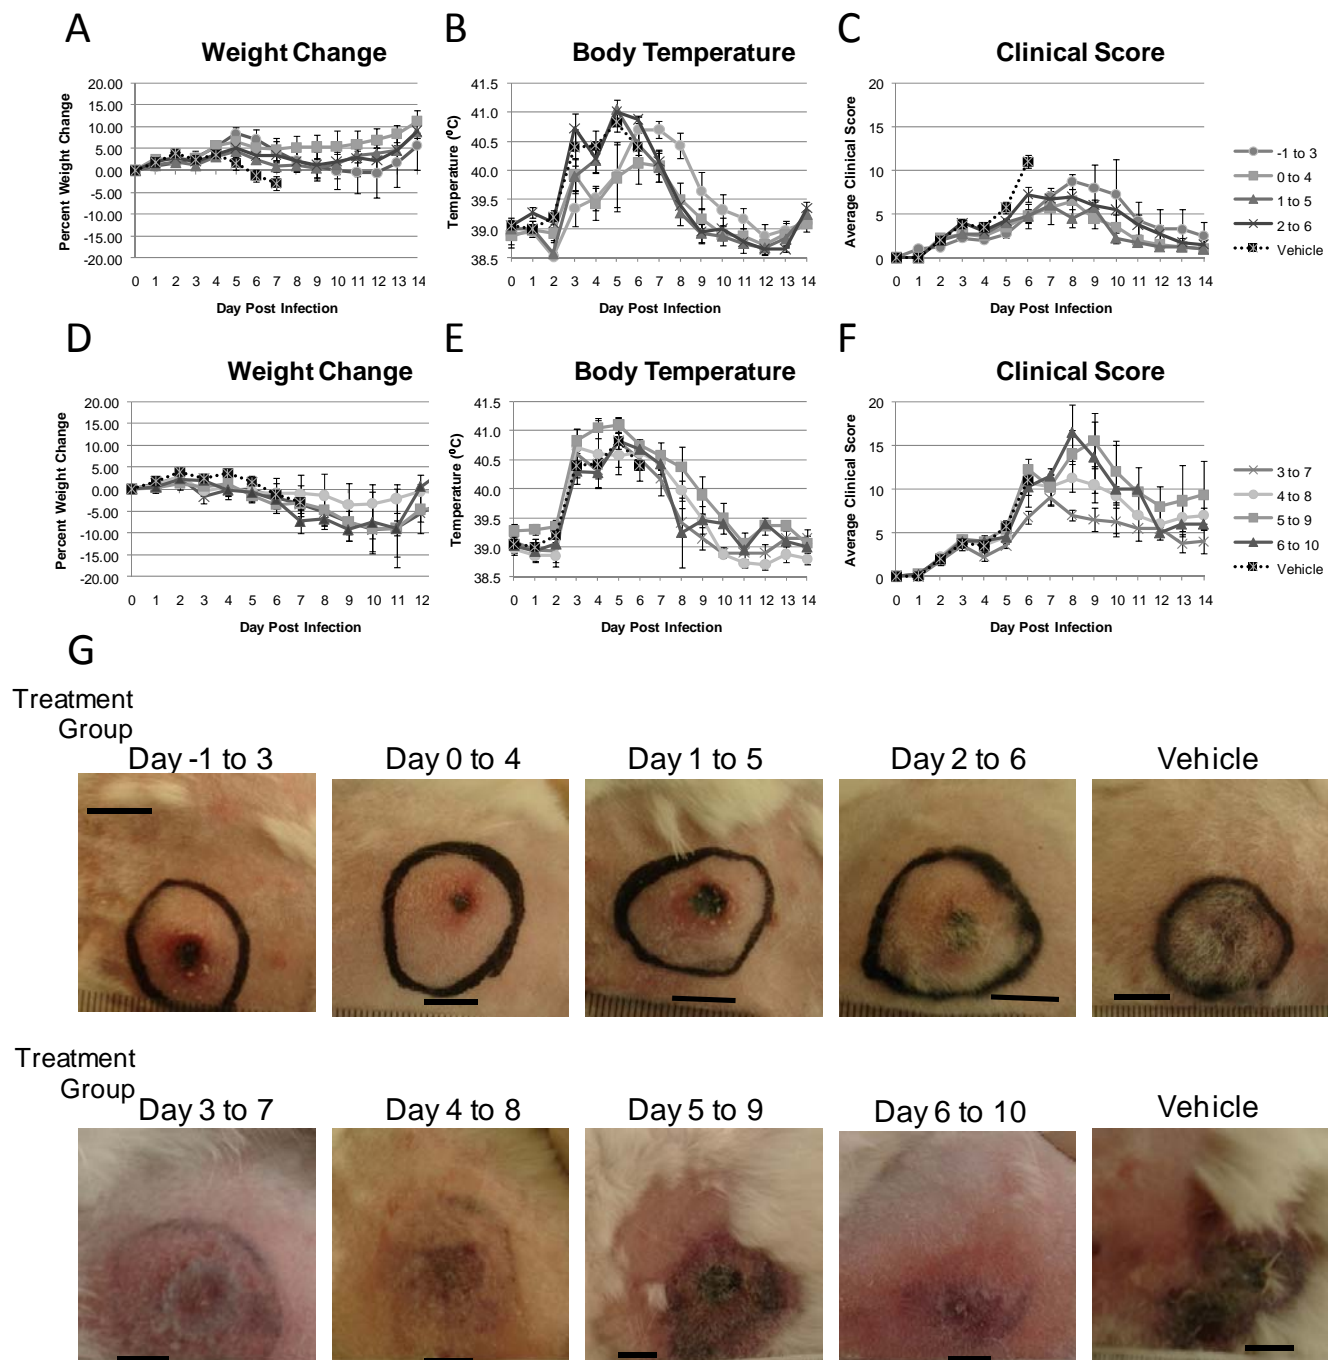 A
B
C
Weight Change
Body Temperature
Clinical Score
Percent Weight Change
20.00
15.00
10.00
5.00
0.00
-5.00
-10.00
-15.00
-20.00
0 1 2 3 4 5 6 7 8 9 10 11 12 13 14
Day Post Infection
Temperature (⁰C)
41.5
41.0
40.5
40.0
39.5
39.0
38.5
0 1 2 3 4 5 6 7 8 9 10 11 12 13 14
Day Post Infection
Average Clinical Score
20
15
10
5
0
0 1 2 3 4 5 6 7 8 9 10 11 12 13 14
Day Post Infection
-1 to 3
0 to 4
1 to 5
2 to 6
Vehicle
D
E
F
Weight Change
Body Temperature
Clinical Score
Percent Weight Change
20.00
15.00
10.00
5.00
0.00
-5.00
-10.00
-15.00
-20.00
0 1 2 3 4 5 6 7 8 9 10 11 12
Day Post Infection
Temperature (⁰C)
41.5
41.0
40.5
40.0
39.5
39.0
38.5
0 1 2 3 4 5 6 7 8 9 10 11 12 13 14
Day Post Infection
Average Clinical Score
20
15
10
5
0
0 1 2 3 4 5 6 7 8 9 10 11 12 13 14
Day Post Infection
3 to 7
4 to 8
5 to 9
6 to 10
Vehicle
G
Treatment
Group
Day -1 to 3
Day 0 to 4
Day 1 to 5
Day 2 to 6
Vehicle
Treatment
Group
Day 3 to 7
Day 4 to 8
Day 5 to 9
Day 6 to 10
Vehicle